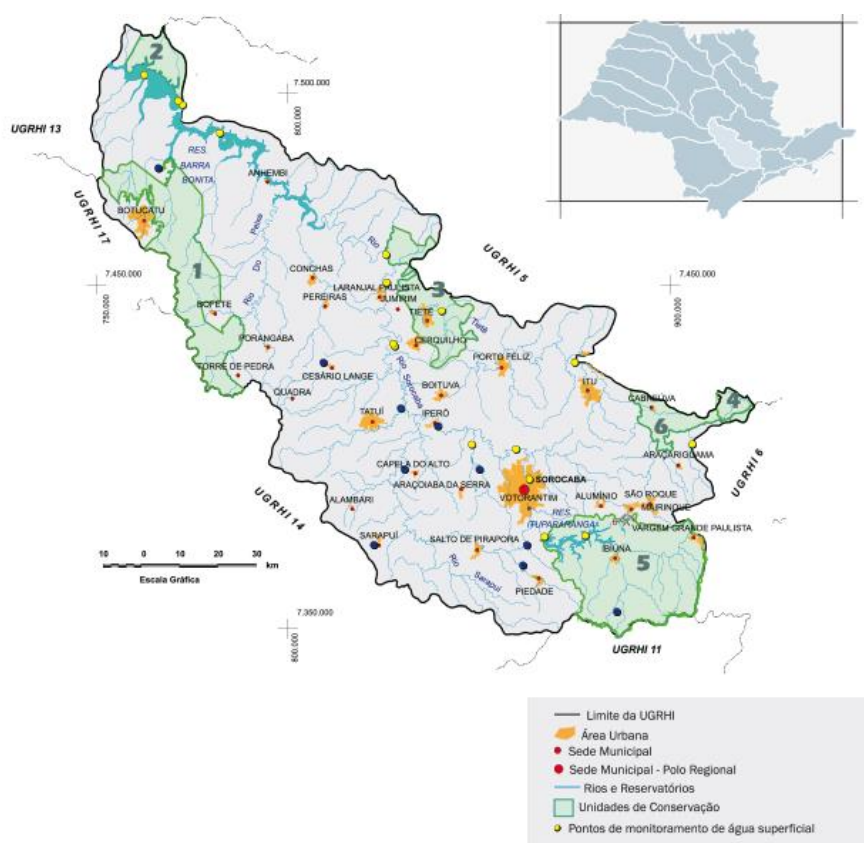 2
7.500.000
800.000
UGRHI 13
RES.
BARRA
BONITA
ANHEMBI
UGRHI 17
BOTUCATU
Peixe
Rio
UGRHI 5
1
Do
CONCHAS
7.450.000
7.450.000
LARANJAL PAULISTA
3
750.000
900.000
PEREIRAS
JUMIRIM
Rio
BOFETE
TIETÊ
Tietê
PORANGABA
CERQUILHO
PORTO FELIZ
TORRE DE PEDRA
CESÁRIO LANGE
Rio Sorocaba
ITU
QUADRA
BOITUVA
CABREÚVA
4
TATUÍ
IPERÓ
6
ARAÇARIGUAMA
UGRHI 6
CAPELA DO ALTO
SOROCABA
ARAÇOIABA DA SERRA
VOTORANTIM
ALUMÍNIO
SÃO ROQUE
UGRHI 14
ALAMBARI
RES.
MAIRINQUE
ITUPARARANGA
VARGEM GRANDE PAULISTA
SARAPUÍ
SALTO DE PIRAPORA
IBIÚNA
5
10 0 10 20 30
km
Escala Gráfica
Rio
Sarapuí
PIEDADE
7.350.000
800.000
UGRHI 11
Limite da UGRHI
Área Urbana
Sede Municipal
Sede Municipal - Polo Regional
Rios e Reservatórios
Unidades de Conservação
Pontos de monitoramento de água superficial